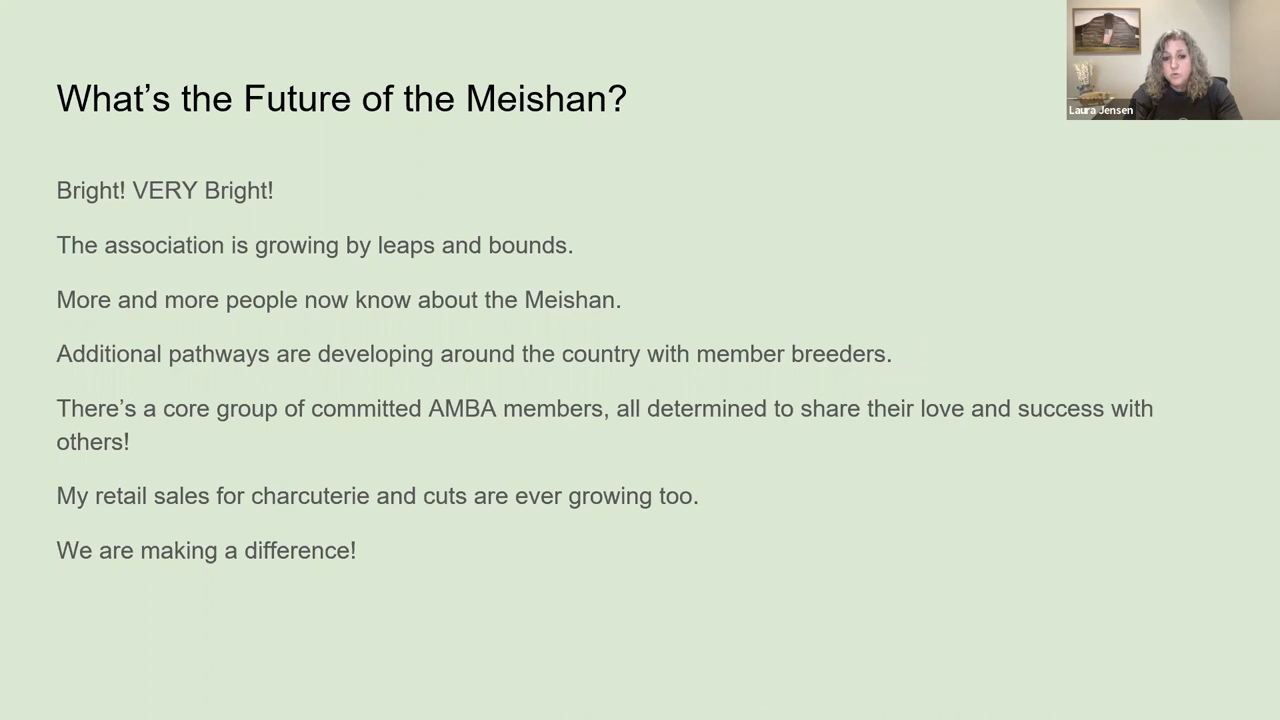 Laura Jensen
What's the Future of the Meishan?
Bright! VERY Bright!
The association is growing by leaps and bounds.
More and more people now know about the Meishan.
Additional pathways are developing around the country with member breeders.
There's a core group of committed AMBA members, all determined to share their love and success with
others!
My retail sales for charcuterie and cuts are ever growing too.
We are making a difference!